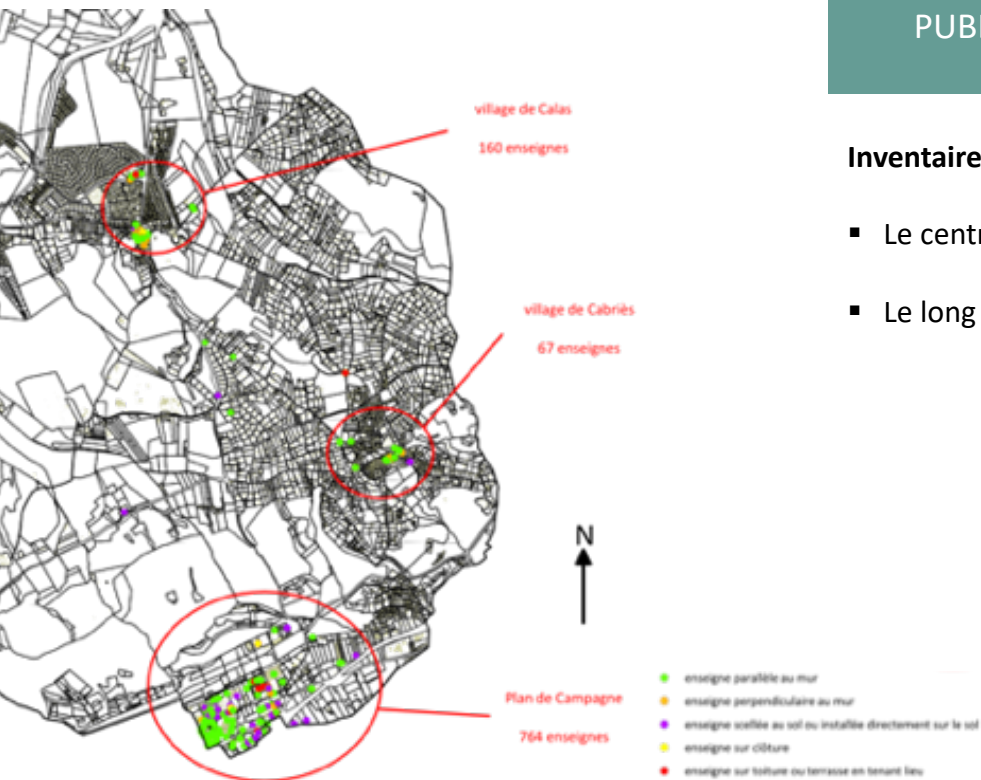 PUBI
Inventaire
▪ Le centr
▪ Le long
village de Calas
160 enseignes
village de Cabriès
67 enseignes
N
Plan de Campagne
764 enseignes
enseigne parallèle au mur
enseigne perpendiculaire au mur
enseigne scellée au sol ou installée directement sur le sol
enseigne sur clôture
enseigne sur toiture ou terrasse en tenant lieu